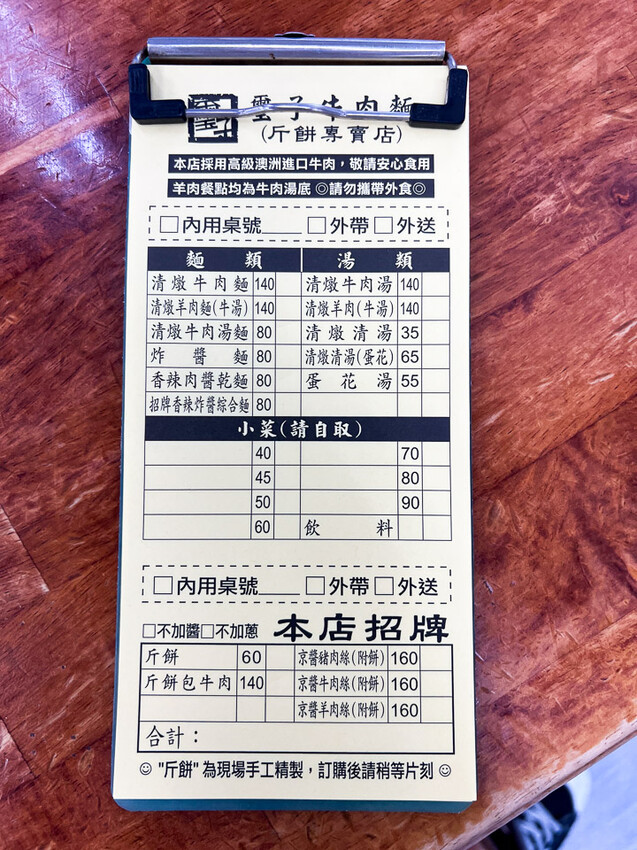 璽子牛肉麵
(斤餅專賣店)
本店採用高級澳洲進口牛肉，敬請安心食用
羊肉餐點均為牛肉湯底 ◎請勿攜帶外食◎
□內用桌號____ □外帶□外送
麵 類 湯 類
清燉牛肉麵 140 清燉牛肉湯 140
清燉羊肉麵(牛湯) 140 清燉羊肉(牛湯) 140
清燉牛肉湯麵 80 清燉清湯 35
炸醬麵 80 清燉清湯(蛋花) 65
香辣肉醬乾麵 80 蛋花湯 55
招牌香辣炸醬綜合麵 80
小菜(請自取)
40 70
45 80
50 90
60 飲料
□內用桌號____ □外帶□外送
□不加醬□不加蔥 本店招牌
斤餅 60 京醬豬肉絲(附餅) 160
斤餅包牛肉 140 京醬牛肉絲(附餅) 160
京醬羊肉絲(附餅) 160
合計：
☺ "斤餅" 為現場手工精製，訂購後請稍等片刻 ☺